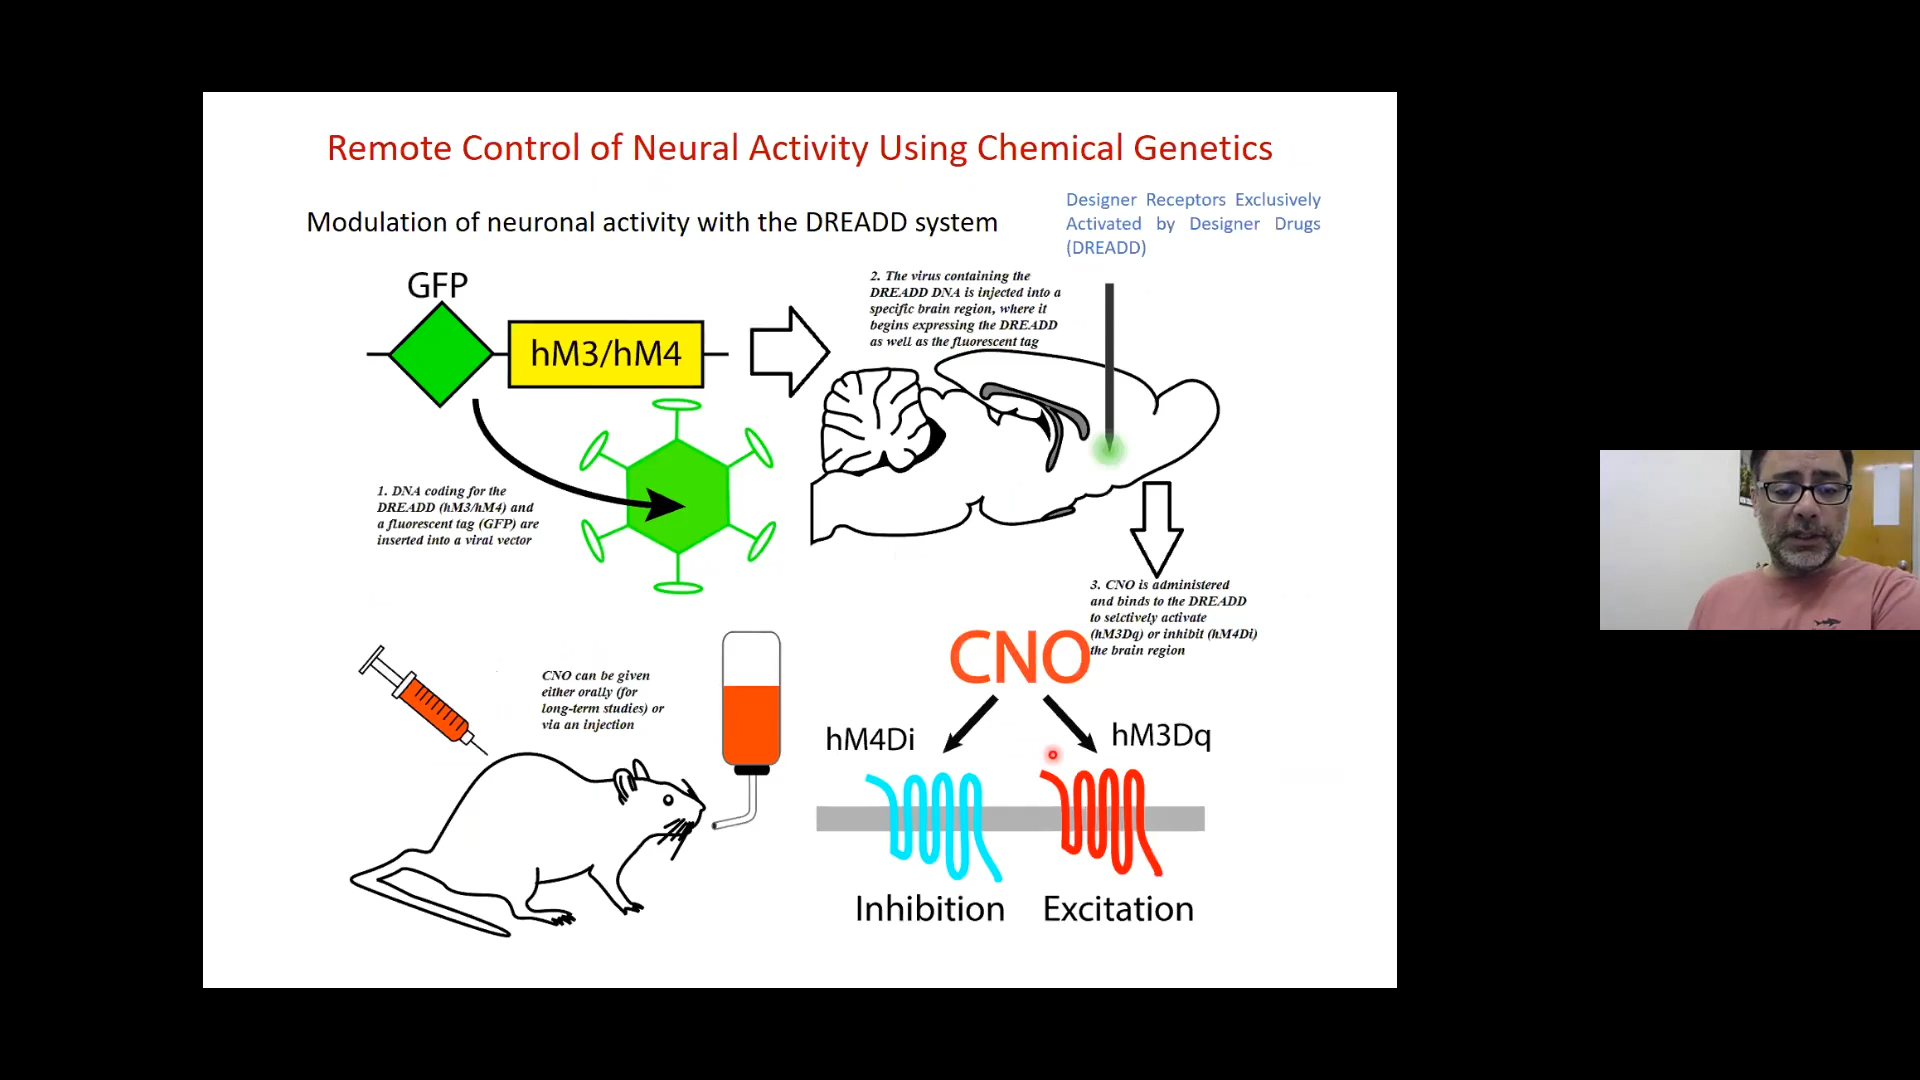 Remote Control of Neural Activity Using Chemical Genetics
Modulation of neuronal activity with the DREADD system
Designer Receptors Exclusively
Activated by Designer Drugs
(DREADD)
GFP
hM3/hM4
2. The virus containing the
DREADD DNA is injected into a
specific brain region, where it
begins expressing the DREADD
as well as the fluorescent tag
1. DNA coding for the
DREADD (hM3/hM4) and
a fluorescent tag (GFP) are
inserted into a viral vector
3. CNO is administered
and binds to the DREADD
to selctively activate
(hM3Dq) or inhibit (hM4Di)
the brain region
CNO
CNO can be given
either orally (for
long-term studies) or
via an injection
hM4Di
hM3Dq
Inhibition
Excitation